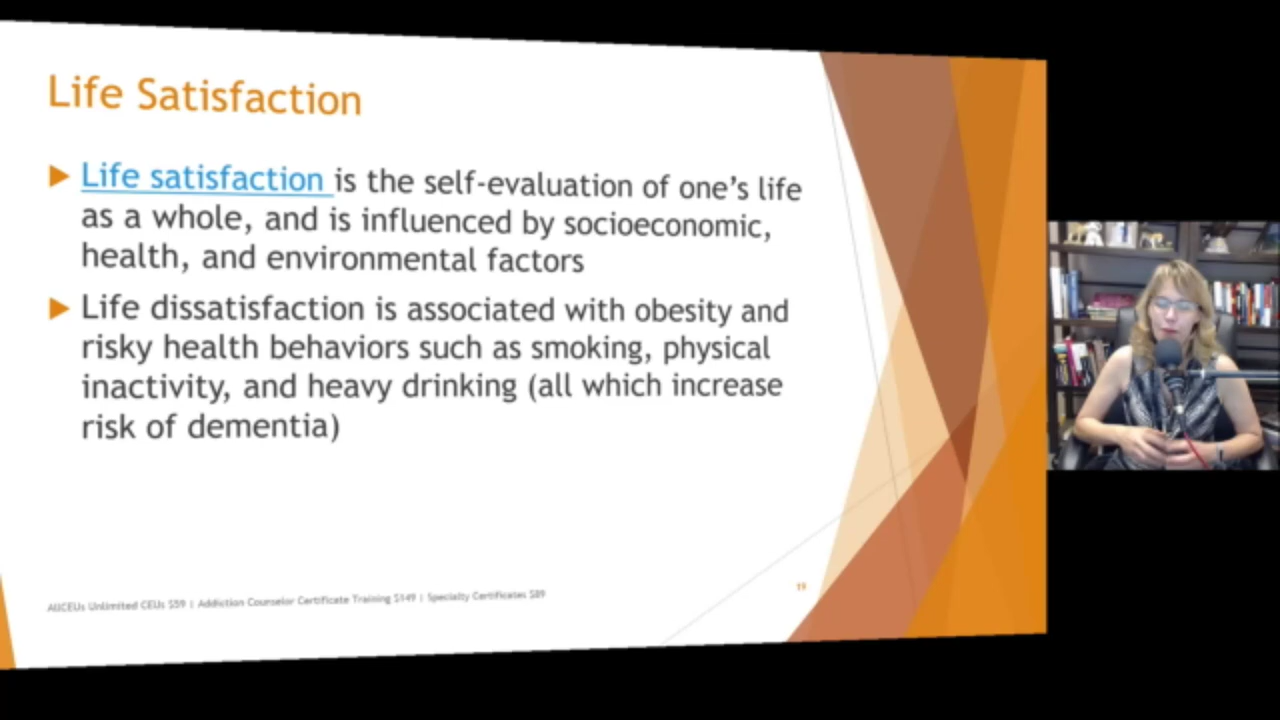 Life Satisfaction
Life satisfaction is the self-evaluation of one's life
as a whole, and is influenced by socioeconomic,
health, and environmental factors
Life dissatisfaction is associated with obesity and
risky health behaviors such as smoking, physical
inactivity, and heavy drinking (all which increase
risk of dementia)
AllCEUs Unlimited CEUs $59 | Addiction Counselor Certificate Training $149 | Specialty Certificates $89
19